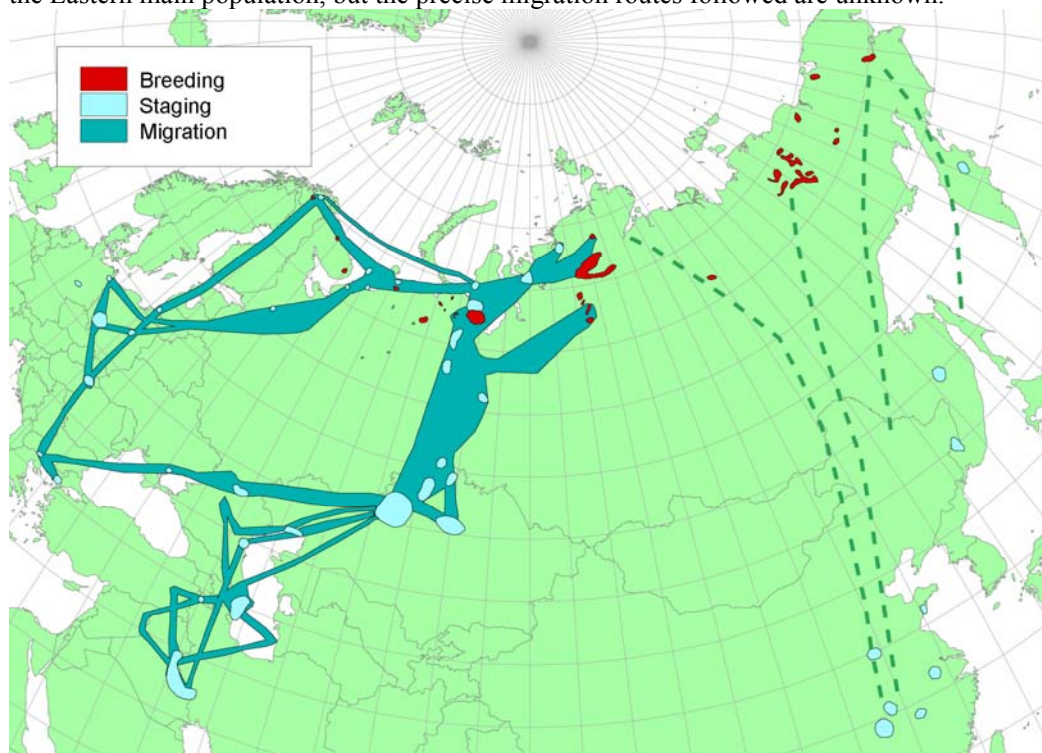 the Eastern main population, but the precise migration routes followed are unknown.
Breeding
Staging
Migration